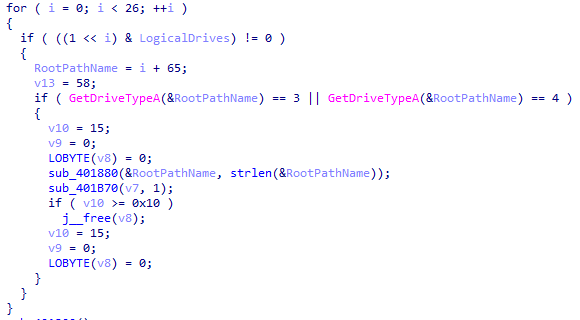 for ( i = 0; i < 26; ++i )
{
if ( ((1 << i) & LogicalDrives) != 0 )
{
RootPathName = i + 65;
v13 = 58;
if ( GetDriveTypeA(&RootPathName) == 3 || GetDriveTypeA(&RootPathName) == 4 )
{
v10 = 15;
v9 = 0;
LOBYTE(v8) = 0;
sub_401880(&RootPathName, strlen(&RootPathName));
sub_401B70(v7, 1);
if ( v10 >= 0x10 )
j__free(v8);
v10 = 15;
v9 = 0;
LOBYTE(v8) = 0;
}
}
}